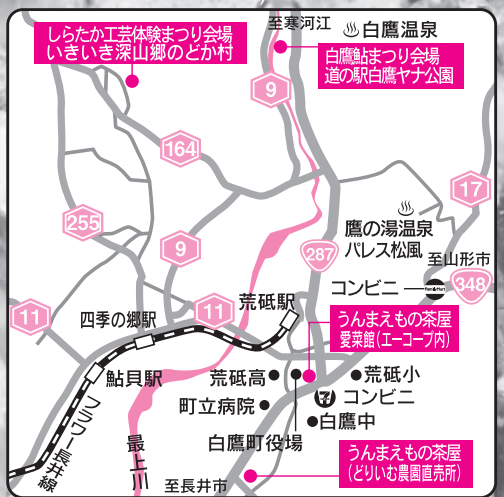 しらたか工芸体験まつり会場
いきいき深山郷のどか村
至寒河江
白鷹温泉
白鷹鮎まつり会場
道の駅白鷹ヤナ公園
9
164
17
255
鷹の湯温泉
パレス松風
9
287
至山形市
コンビニ
FamilyMart
348
11
四季の郷駅
11
荒砥駅
うんまえもの茶屋
愛菜館(エーコープ内)
鮎貝駅
荒砥高
荒砥小
7
コンビニ
町立病院
白鷹中
フラワー長井線
最上川
白鷹町役場
うんまえもの茶屋
(どりいむ農園直売所)
至長井市